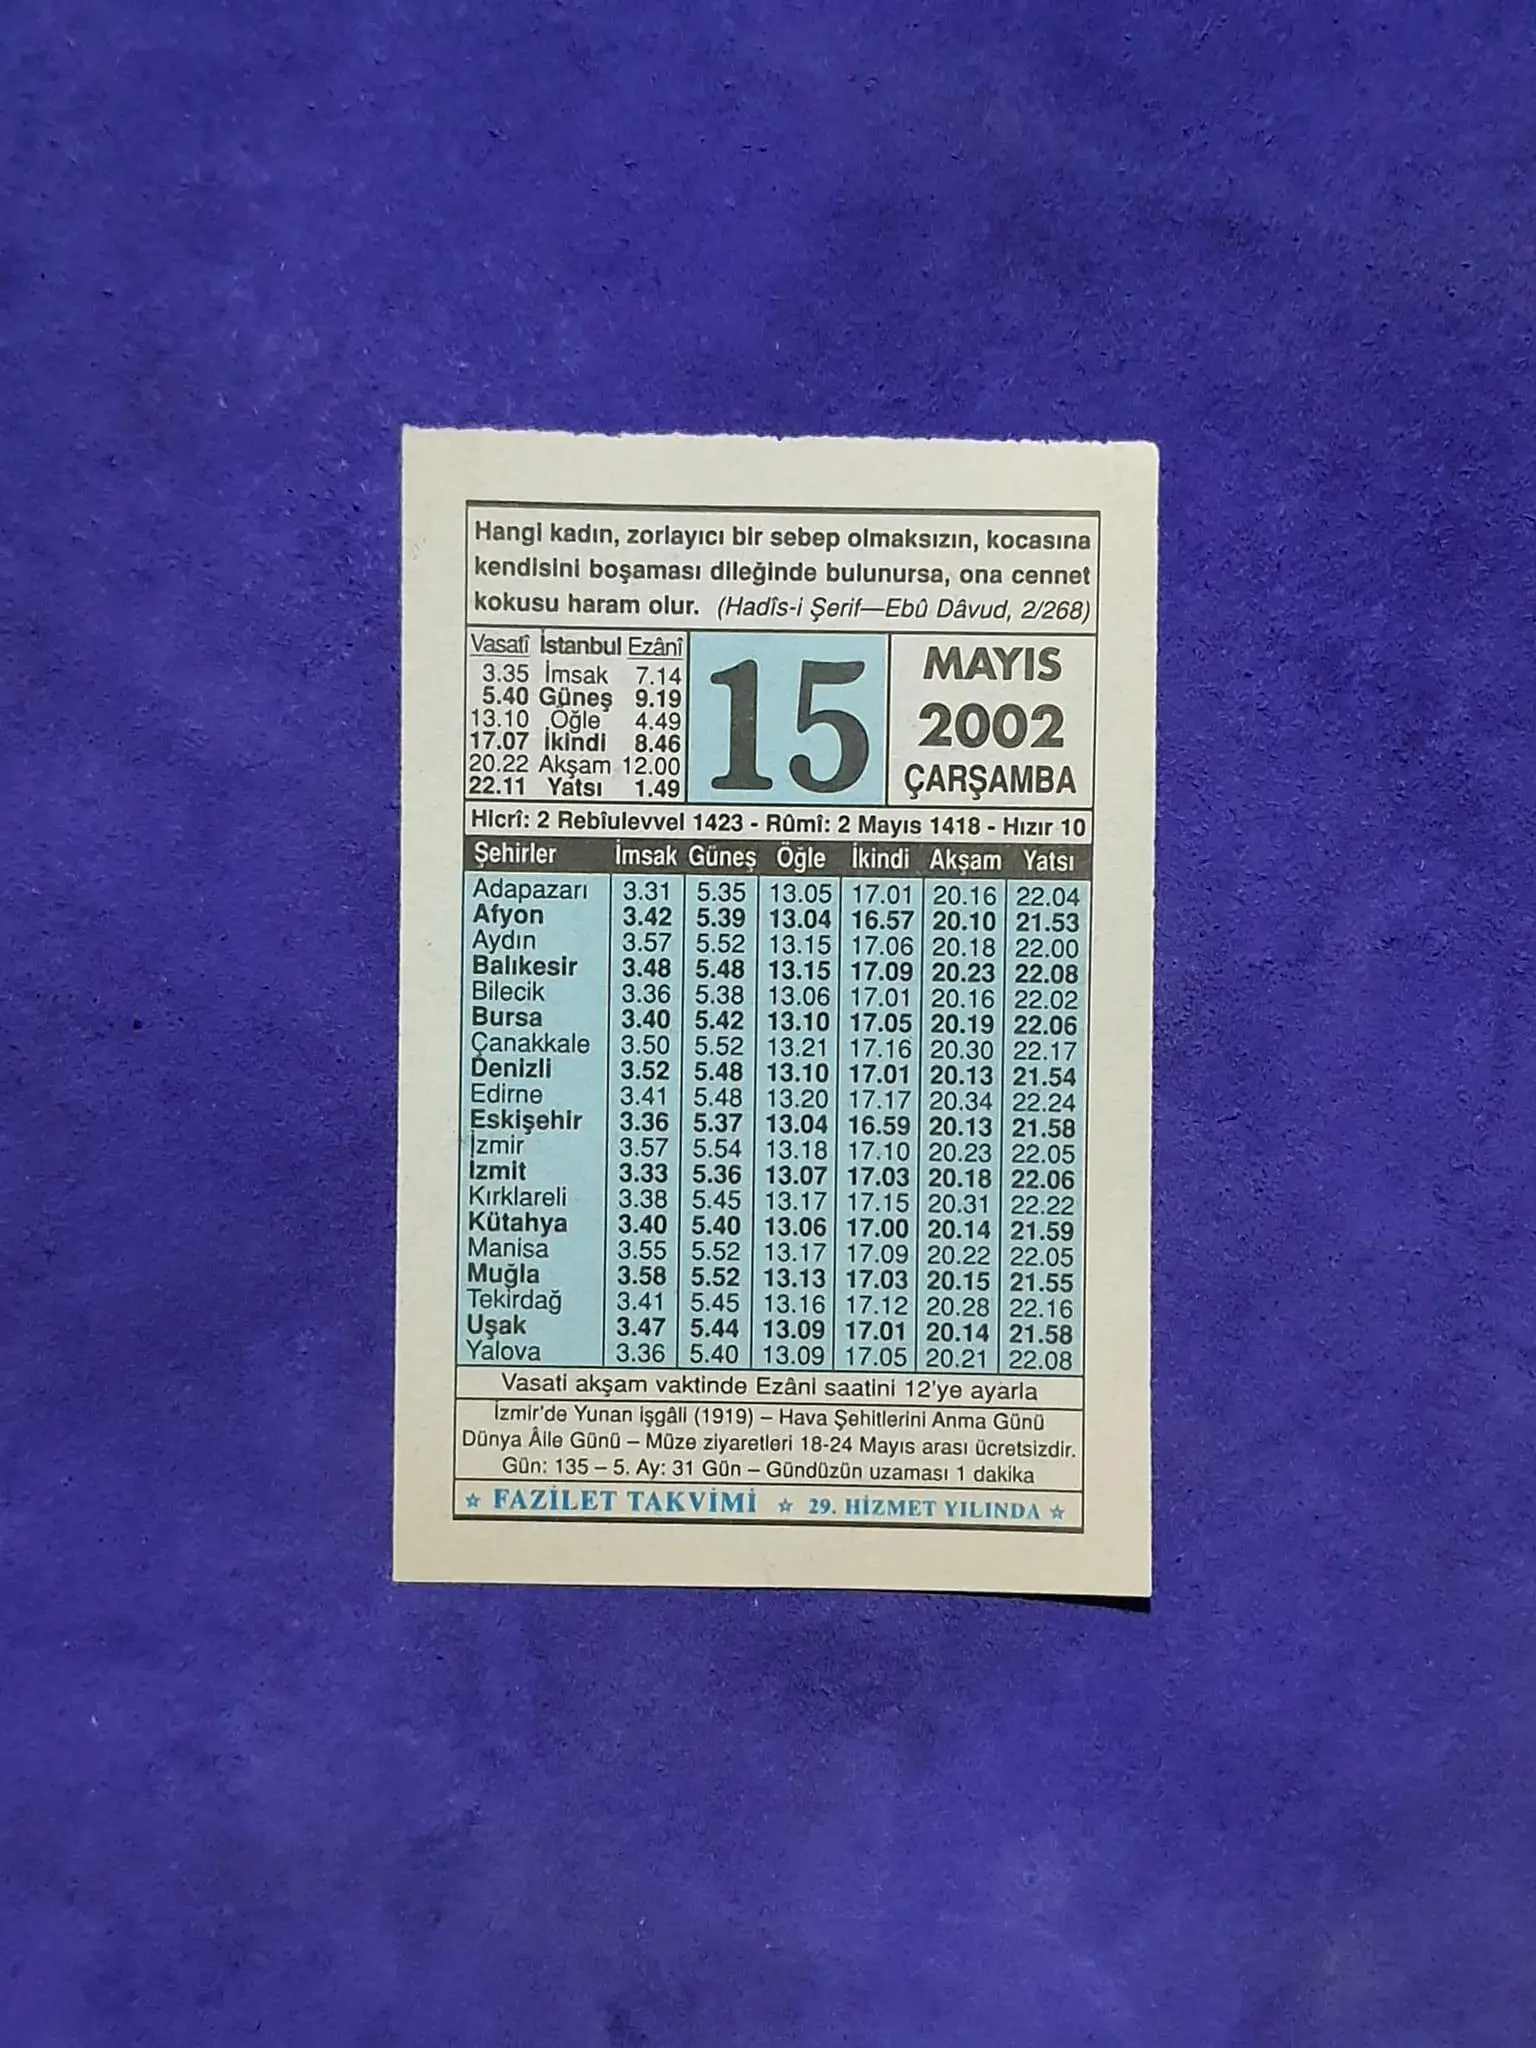 Hangi kadın, zorlayıcı bir sebep olmaksızın, kocasına
kendisini boşaması dileğinde bulunursa, ona cennet
kokusu haram olur. (Hadîs-i Şerif—Ebû Dâvud, 2/268)
Vasatî İstanbul Ezânî
3.35 İmsak 7.14
5.40 Güneş 9.19
13.10 Öğle 4.49
17.07 İkindi 8.46
20.22 Akşam 12.00
22.11 Yatsı 1.49
15
MAYIS
2002
ÇARŞAMBA
Hicrî: 2 Rebîulevvel 1423 - Rûmî: 2 Mayıs 1418 - Hızır 10
Şehirler İmsak Güneş Öğle İkindi Akşam Yatsı
Adapazarı 3.31 5.35 13.05 17.01 20.16 22.04
Afyon 3.42 5.39 13.04 16.57 20.10 21.53
Aydın 3.57 5.52 13.15 17.06 20.18 22.00
Balıkesir 3.48 5.48 13.15 17.09 20.23 22.08
Bilecik 3.36 5.38 13.06 17.01 20.16 22.02
Bursa 3.40 5.42 13.10 17.05 20.19 22.06
Çanakkale 3.50 5.52 13.21 17.16 20.30 22.17
Denizli 3.52 5.48 13.10 17.01 20.13 21.54
Edirne 3.41 5.48 13.20 17.17 20.34 22.24
Eskişehir 3.36 5.37 13.04 16.59 20.13 21.58
İzmir 3.57 5.54 13.18 17.10 20.23 22.05
İzmit 3.33 5.36 13.07 17.03 20.18 22.06
Kırklareli 3.38 5.45 13.17 17.15 20.31 22.22
Kütahya 3.40 5.40 13.06 17.00 20.14 21.59
Manisa 3.55 5.52 13.17 17.09 20.22 22.05
Muğla 3.58 5.52 13.13 17.03 20.15 21.55
Tekirdağ 3.41 5.45 13.16 17.12 20.28 22.16
Uşak 3.47 5.44 13.09 17.01 20.14 21.58
Yalova 3.36 5.40 13.09 17.05 20.21 22.08
Vasati akşam vaktinde Ezâni saatini 12'ye ayarla
İzmir'de Yunan işgâli (1919) – Hava Şehitlerini Anma Günü
Dünya Âile Günü – Müze ziyaretleri 18-24 Mayıs arası ücretsizdir.
Gün: 135 – 5. Ay: 31 Gün – Gündüzün uzaması 1 dakika
☆ FAZİLET TAKVİMİ ☆ 29. HİZMET YILINDA ☆